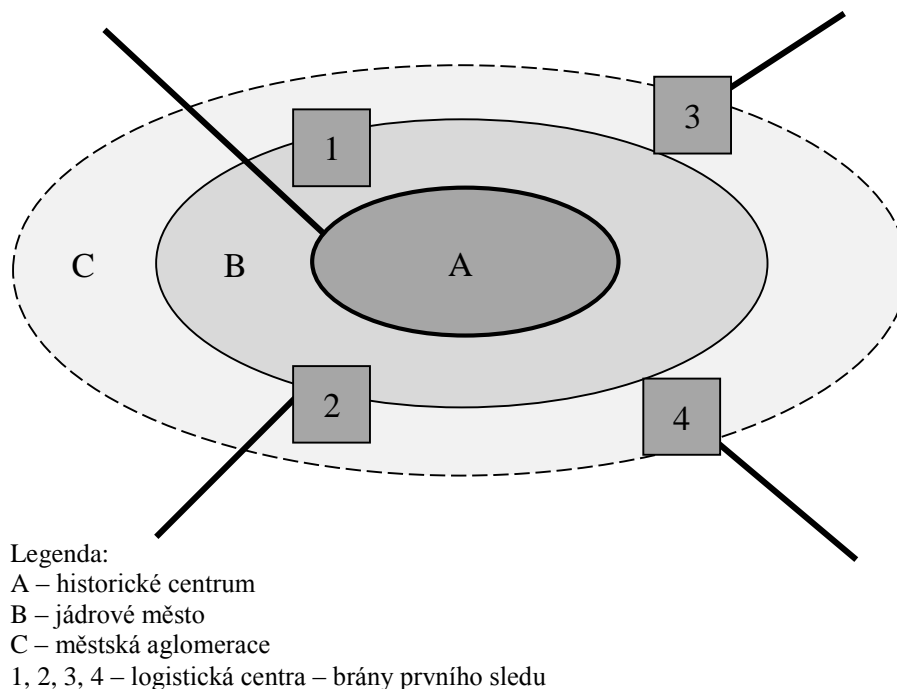 3
1
C
B
A
2
4
Legenda:
A – historické centrum
B – jádrové město
C – městská aglomerace
1, 2, 3, 4 – logistická centra – brány prvního sledu